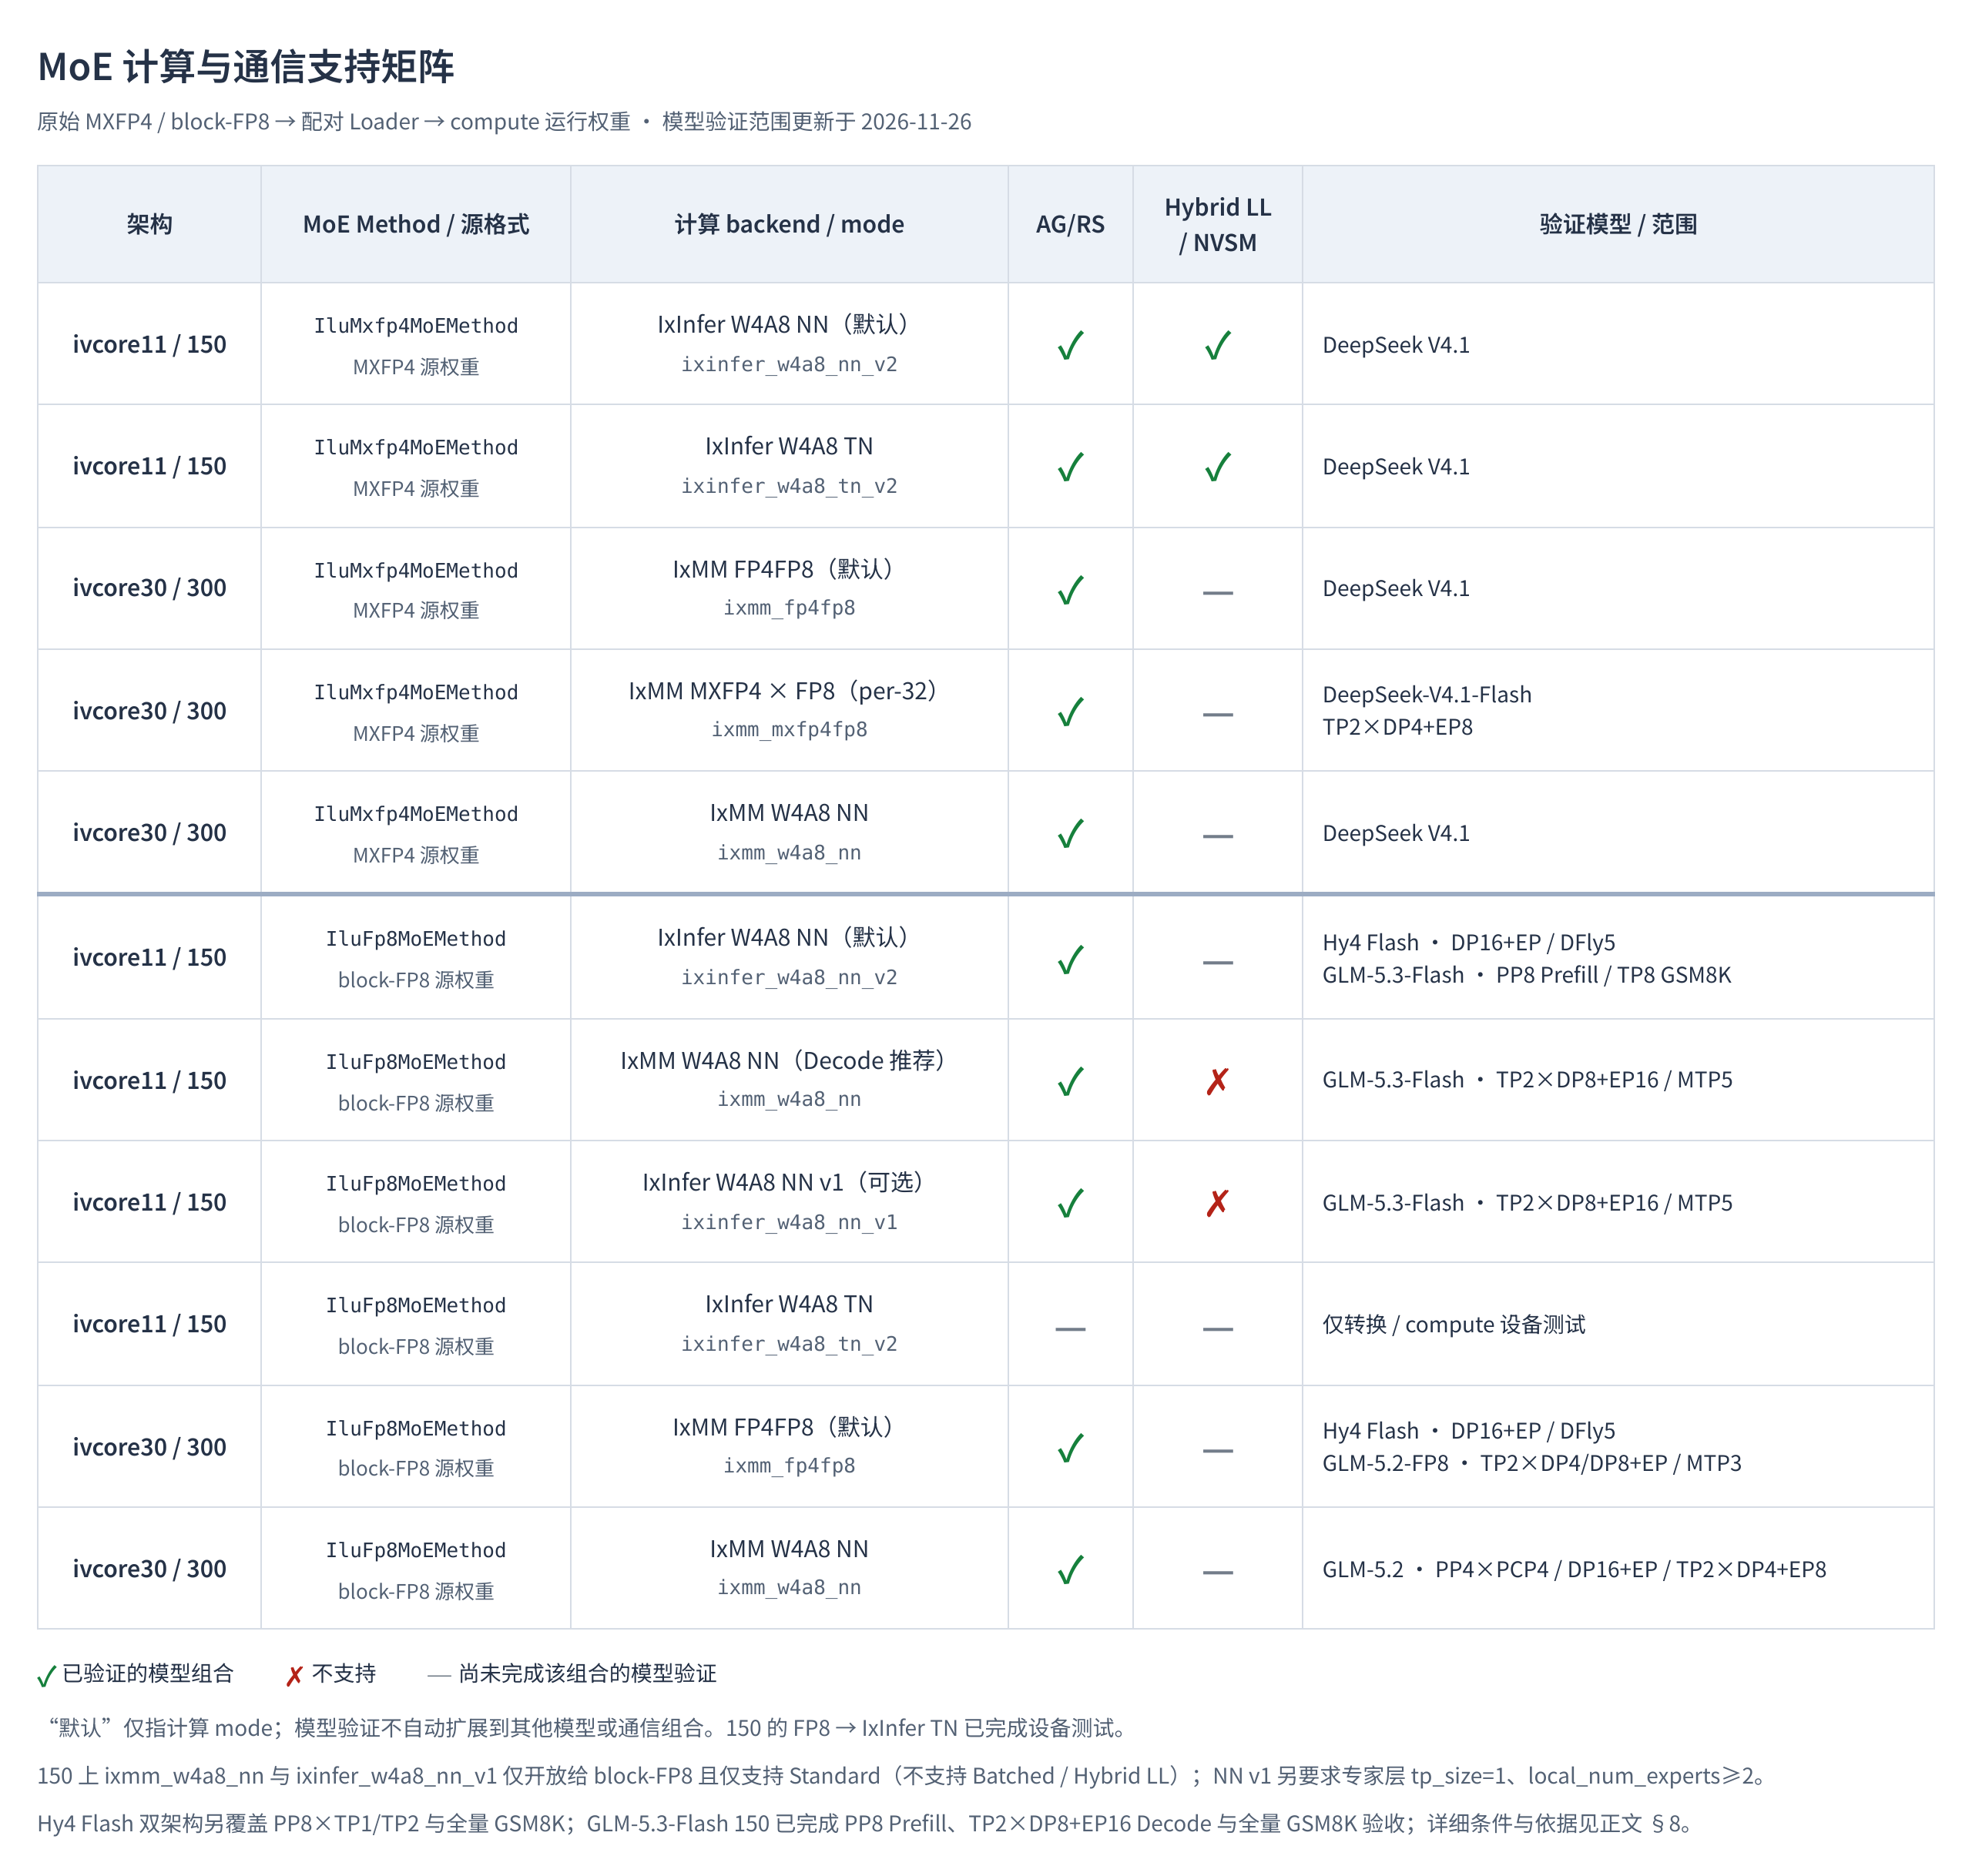 MoE 计算与通信支持矩阵
原始 MXFP4 / block-FP8 → 配对 Loader → compute 运行权重 · 模型验证范围更新于 2026-11-26
架构
MoE Method / 源格式
计算 backend / mode
AG/RS
Hybrid LL
/ NVSM
验证模型 / 范围
ivcore11 / 150
IluMxfp4MoEMethod
MXFP4 源权重
IxInfer W4A8 NN（默认）
ixinfer_w4a8_nn_v2
✓
✓
DeepSeek V4.1
ivcore11 / 150
IluMxfp4MoEMethod
MXFP4 源权重
IxInfer W4A8 TN
ixinfer_w4a8_tn_v2
✓
✓
DeepSeek V4.1
ivcore30 / 300
IluMxfp4MoEMethod
MXFP4 源权重
IxMM FP4FP8（默认）
ixmm_fp4fp8
✓
—
DeepSeek V4.1
ivcore30 / 300
IluMxfp4MoEMethod
MXFP4 源权重
IxMM MXFP4 × FP8（per-32）
ixmm_mxfp4fp8
✓
—
DeepSeek-V4.1-Flash
TP2×DP4+EP8
ivcore30 / 300
IluMxfp4MoEMethod
MXFP4 源权重
IxMM W4A8 NN
ixmm_w4a8_nn
✓
—
DeepSeek V4.1
ivcore11 / 150
IluFp8MoEMethod
block-FP8 源权重
IxInfer W4A8 NN（默认）
ixinfer_w4a8_nn_v2
✓
—
Hy4 Flash · DP16+EP / DFly5
GLM-5.3-Flash · PP8 Prefill / TP8 GSM8K
ivcore11 / 150
IluFp8MoEMethod
block-FP8 源权重
IxMM W4A8 NN（Decode 推荐）
ixmm_w4a8_nn
✓
✗
GLM-5.3-Flash · TP2×DP8+EP16 / MTP5
ivcore11 / 150
IluFp8MoEMethod
block-FP8 源权重
IxInfer W4A8 NN v1（可选）
ixinfer_w4a8_nn_v1
✓
✗
GLM-5.3-Flash · TP2×DP8+EP16 / MTP5
ivcore11 / 150
IluFp8MoEMethod
block-FP8 源权重
IxInfer W4A8 TN
ixinfer_w4a8_tn_v2
—
—
仅转换 / compute 设备测试
ivcore30 / 300
IluFp8MoEMethod
block-FP8 源权重
IxMM FP4FP8（默认）
ixmm_fp4fp8
✓
—
Hy4 Flash · DP16+EP / DFly5
GLM-5.2-FP8 · TP2×DP4/DP8+EP / MTP3
ivcore30 / 300
IluFp8MoEMethod
block-FP8 源权重
IxMM W4A8 NN
ixmm_w4a8_nn
✓
—
GLM-5.2 · PP4×PCP4 / DP16+EP / TP2×DP4+EP8
✓ 已验证的模型组合 ✗ 不支持 — 尚未完成该组合的模型验证
“默认”仅指计算 mode；模型验证不自动扩展到其他模型或通信组合。150 的 FP8 → IxInfer TN 已完成设备测试。
150 上 ixmm_w4a8_nn 与 ixinfer_w4a8_nn_v1 仅开放给 block-FP8 且仅支持 Standard（不支持 Batched / Hybrid LL）；NN v1 另要求专家层 tp_size=1、local_num_experts≥2。
Hy4 Flash 双架构另覆盖 PP8×TP1/TP2 与全量 GSM8K；GLM-5.3-Flash 150 已完成 PP8 Prefill、TP2×DP8+EP16 Decode 与全量 GSM8K 验收；详细条件与依据见正文 §8。